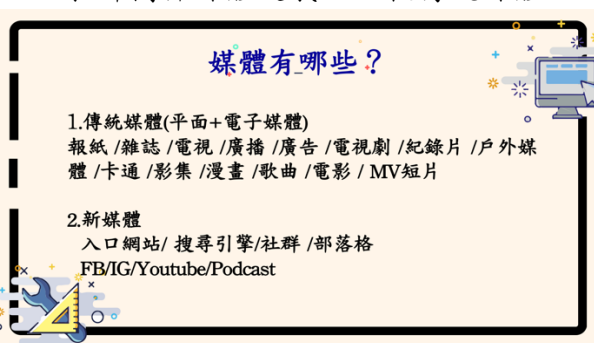 媒體有哪些？
1.傳統媒體(平面+電子媒體)
報紙 /雜誌 /電視 /廣播 /廣告 /電視劇 /紀錄片 /戶外媒
體 /卡通 /影集 /漫畫 /歌曲 /電影 / MV短片
2.新媒體
入口網站/ 搜尋引擎/社群 /部落格
FB/IG/Youtube/Podcast